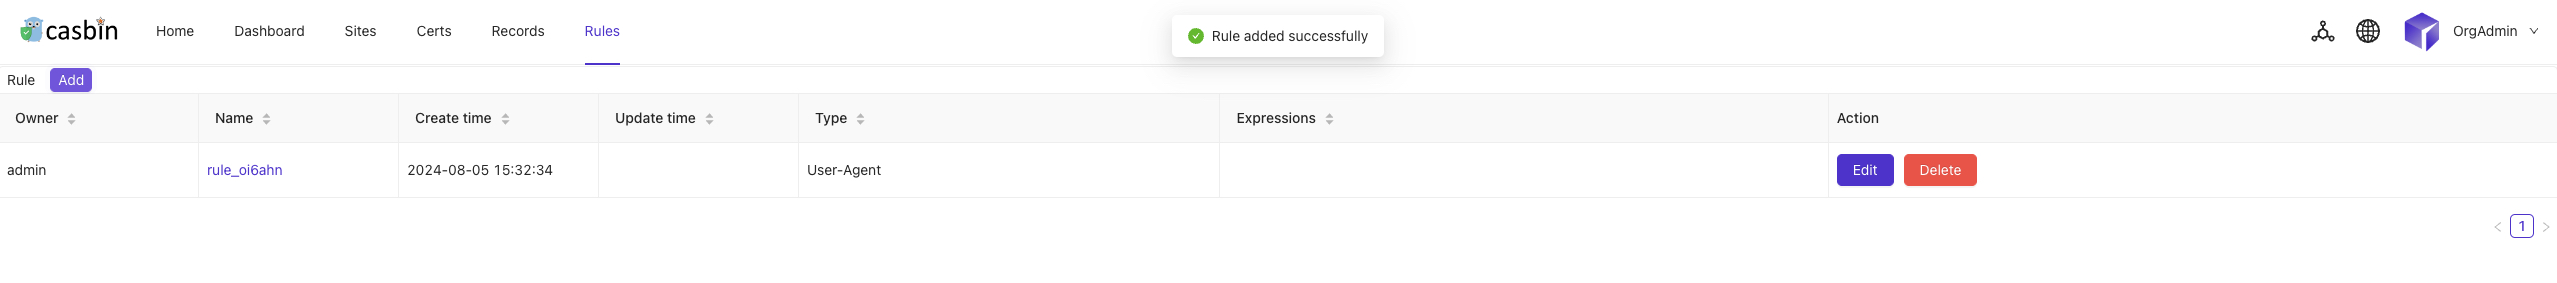 casbin Home Dashboard Sites Certs Records Rules Rule added successfully OrgAdmin
Rule Add
Owner Name Create time Update time Type Expressions Action
admin rule_oi6ahn 2024-08-05 15:32:34 User-Agent Edit Delete
1